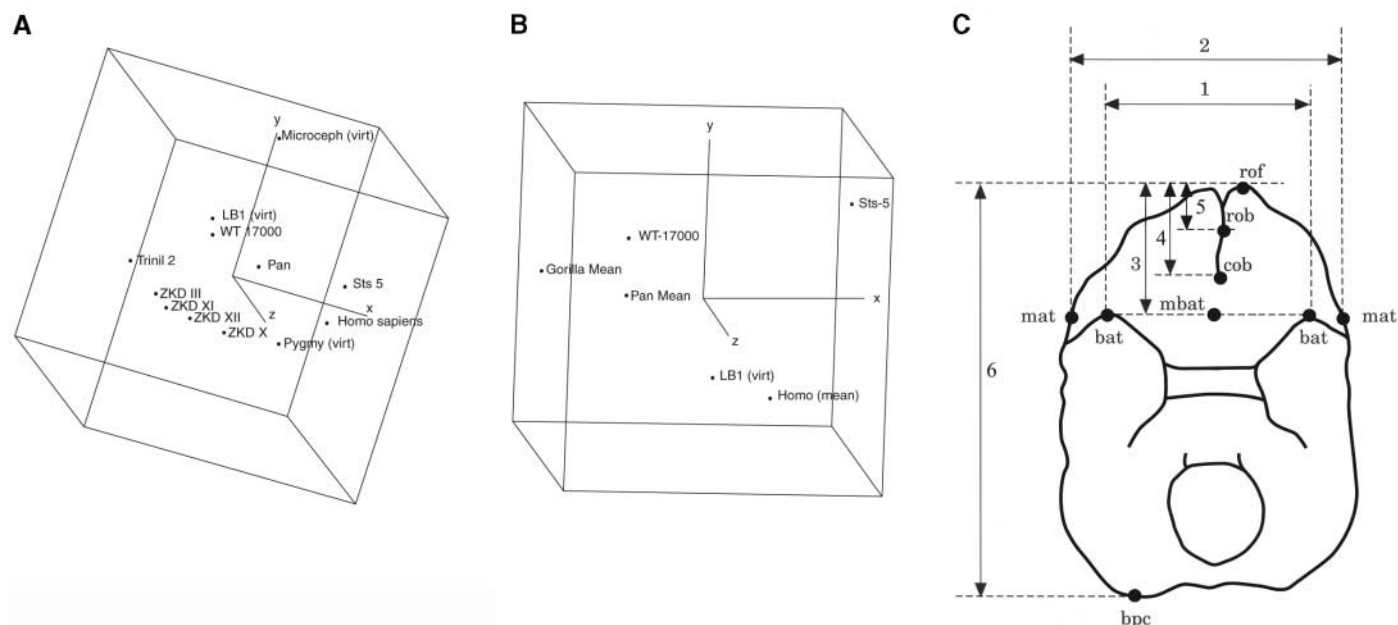 A
y
Microceph (virt)
LB1 (virt)
WT 17000
Trinil 2
Pan
Sts 5
ZKD III
ZKD XI
ZKD XII
ZKD X
x
z
Homo sapiens
Pygmy (virt)
B
y
Sts-5
WT-17000
Gorilla Mean
Pan Mean
x
z
LB1 (virt)
Homo (mean)
C
2
1
rof
5
rob
4
3
cob
mbat
mat
bat
bat
mat
6
bpc